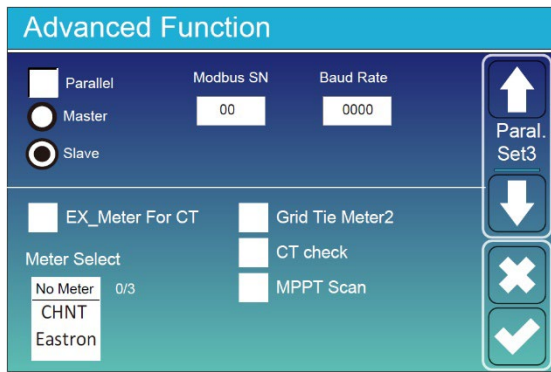 Advanced Function
Parallel
Modbus SN
Baud Rate
Master
00
0000
Slave
Paral.
Set3
EX_Meter For CT
Grid Tie Meter2
Meter Select
CT check
No Meter 0/3
MPPT Scan
CHNT
Eastron